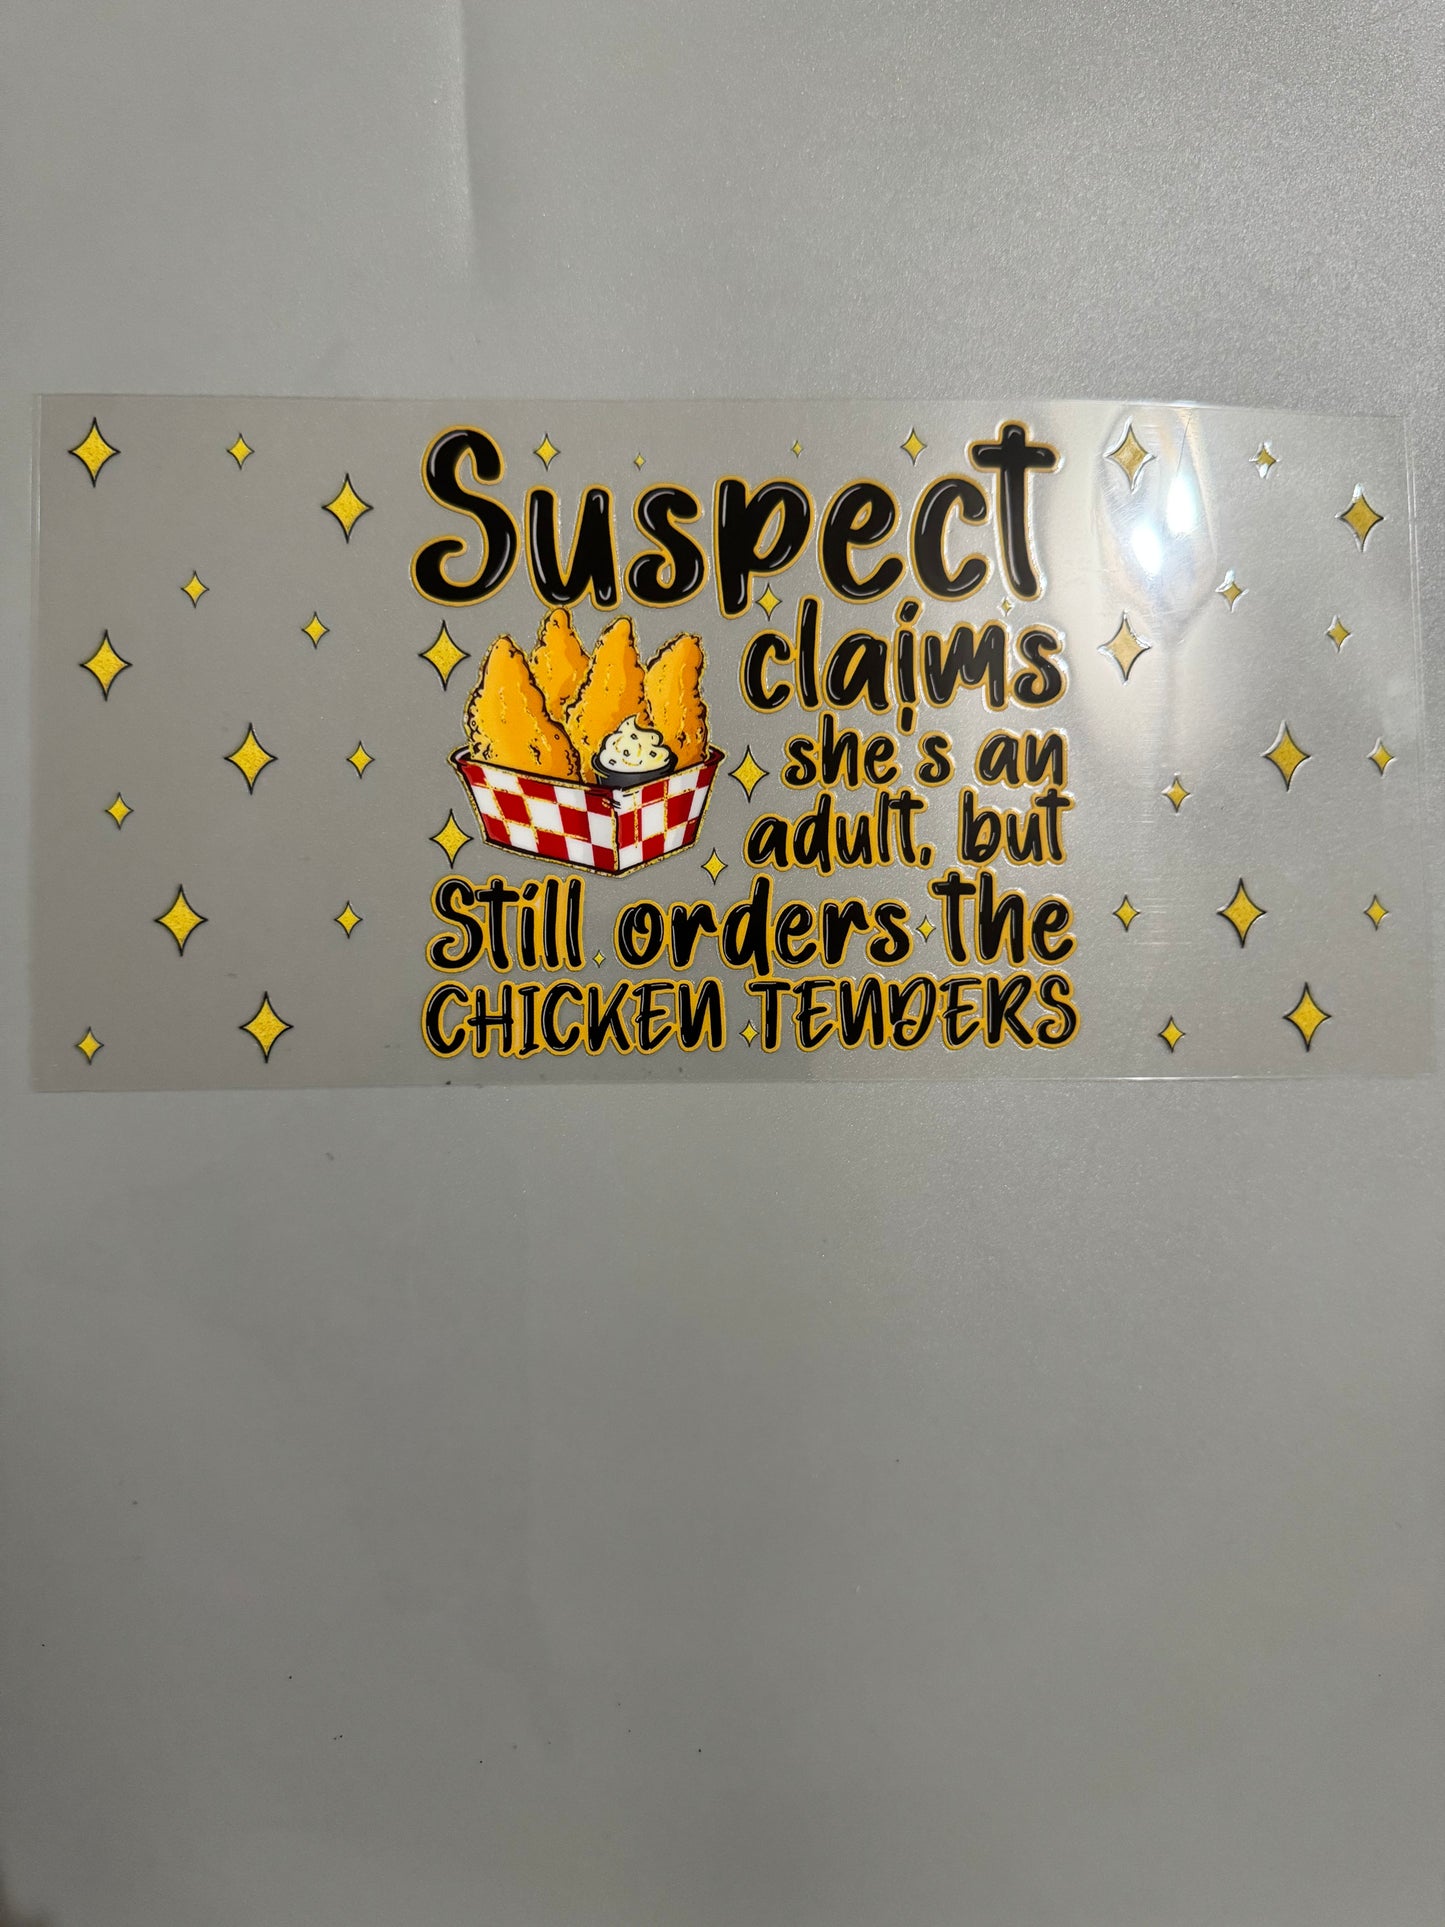 Suspect
claims
she's an
adult, but
Still orders the
CHICKEN TENDERS